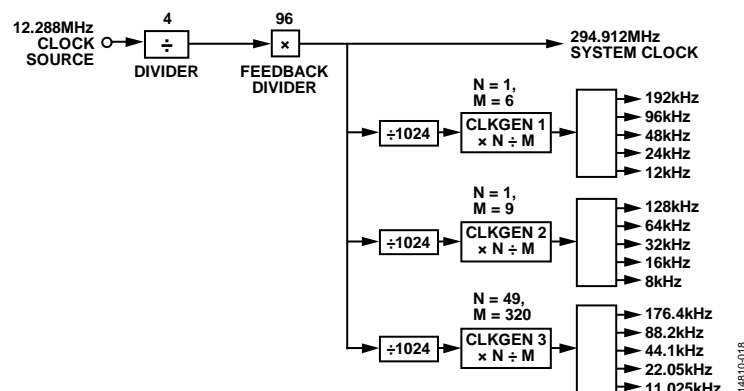 12.288MHz
CLOCK
SOURCE
4
÷
DIVIDER
96
×
FEEDBACK
DIVIDER
294.912MHz
SYSTEM CLOCK
N = 1,
M = 6
÷1024
CLKGEN 1
× N ÷ M
192kHz
96kHz
48kHz
24kHz
12kHz
N = 1,
M = 9
÷1024
CLKGEN 2
× N ÷ M
128kHz
64kHz
32kHz
16kHz
8kHz
N = 49,
M = 320
÷1024
CLKGEN 3
× N ÷ M
176.4kHz
88.2kHz
44.1kHz
22.05kHz
11.025kHz
14810-018